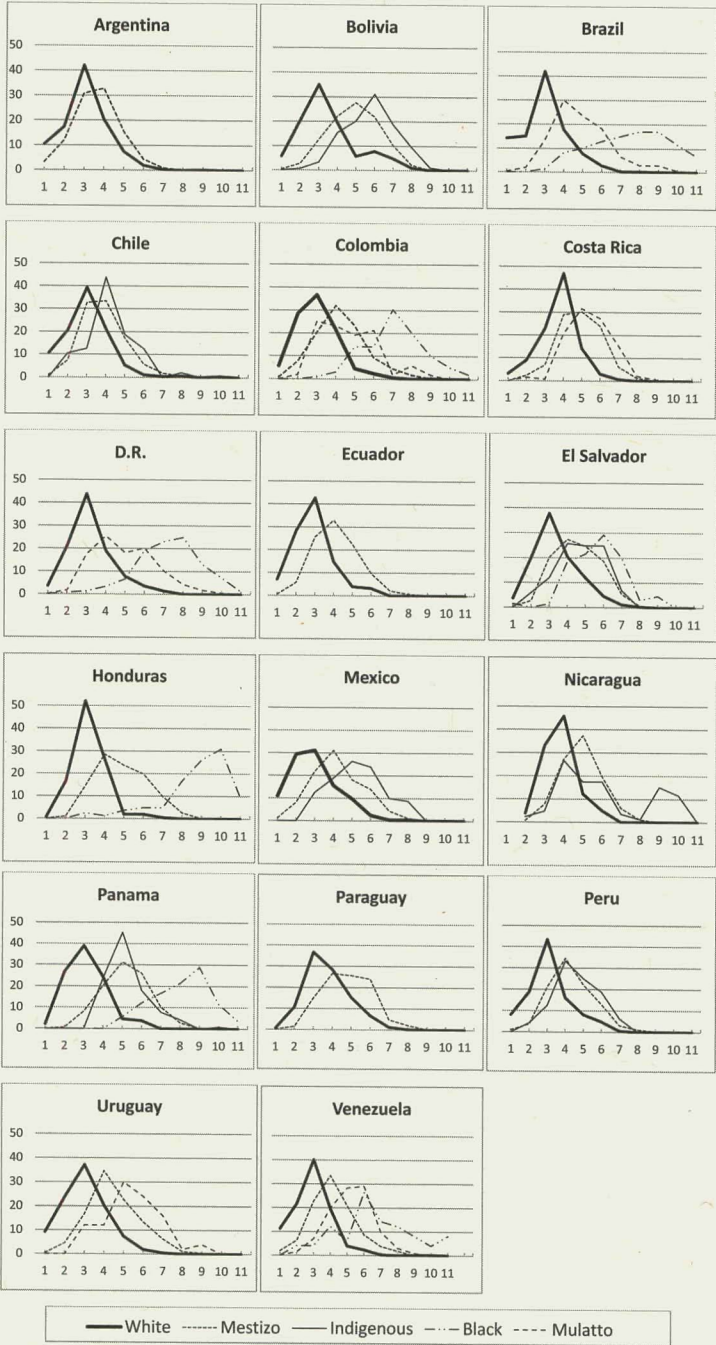 Argentina
50
40
30
20
10
0
1 2 3 4 5 6 7 8 9 10 11
Bolivia
1 2 3 4 5 6 7 8 9 10 11
Brazil
1 2 3 4 5 6 7 8 9 10 11
Chile
50
40
30
20
10
0
1 2 3 4 5 6 7 8 9 10 11
Colombia
1 2 3 4 5 6 7 8 9 10 11
Costa Rica
1 2 3 4 5 6 7 8 9 10 11
D.R.
50
40
30
20
10
0
1 2 3 4 5 6 7 8 9 10 11
Ecuador
1 2 3 4 5 6 7 8 9 10 11
El Salvador
1 2 3 4 5 6 7 8 9 10 11
Honduras
50
40
30
20
10
0
1 2 3 4 5 6 7 8 9 10 11
Mexico
1 2 3 4 5 6 7 8 9 10 11
Nicaragua
1 2 3 4 5 6 7 8 9 10 11
Panama
50
40
30
20
10
0
1 2 3 4 5 6 7 8 9 10 11
Paraguay
1 2 3 4 5 6 7 8 9 10 11
Peru
1 2 3 4 5 6 7 8 9 10 11
Uruguay
50
40
30
20
10
0
1 2 3 4 5 6 7 8 9 10 11
Venezuela
1 2 3 4 5 6 7 8 9 10 11
White Mestizo Indigenous Black Mulatto